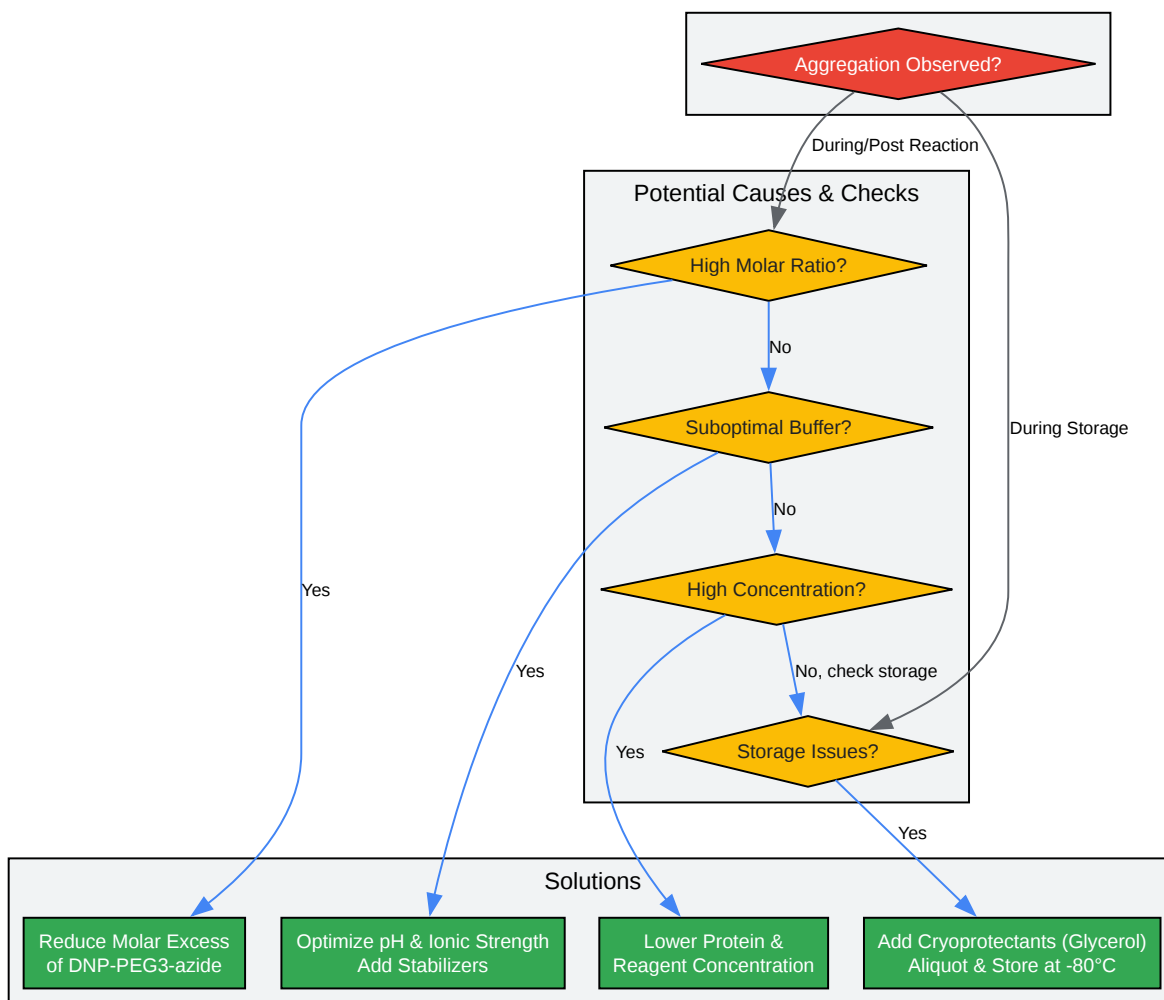 Aggregation Observed?
During/Post Reaction
Potential Causes & Checks
High Molar Ratio?
No
Suboptimal Buffer?
During Storage
No
High Concentration?
Yes
Yes
No, check storage
Yes
Storage Issues?
Yes
Solutions
Reduce Molar Excess
of DNP-PEG3-azide
Optimize pH & Ionic Strength
Add Stabilizers
Lower Protein &
Reagent Concentration
Add Cryoprotectants (Glycerol)
Aliquot & Store at -80°C